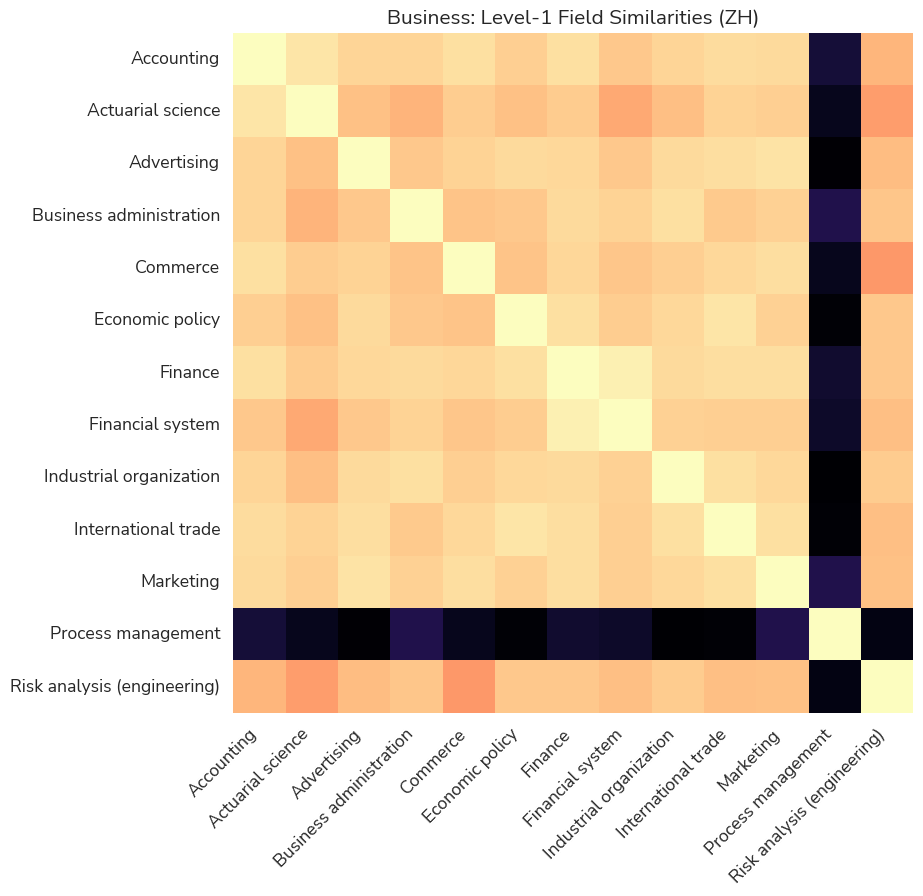 Business: Level-1 Field Similarities (ZH)
Accounting
Actuarial science
Advertising
Business administration
Commerce
Economic policy
Finance
Financial system
Industrial organization
International trade
Marketing
Process management
Risk analysis (engineering)
Accounting
Actuarial science
Advertising
Business administration
Commerce
Economic policy
Finance
Financial system
Industrial organization
International trade
Marketing
Process management
Risk analysis (engineering)